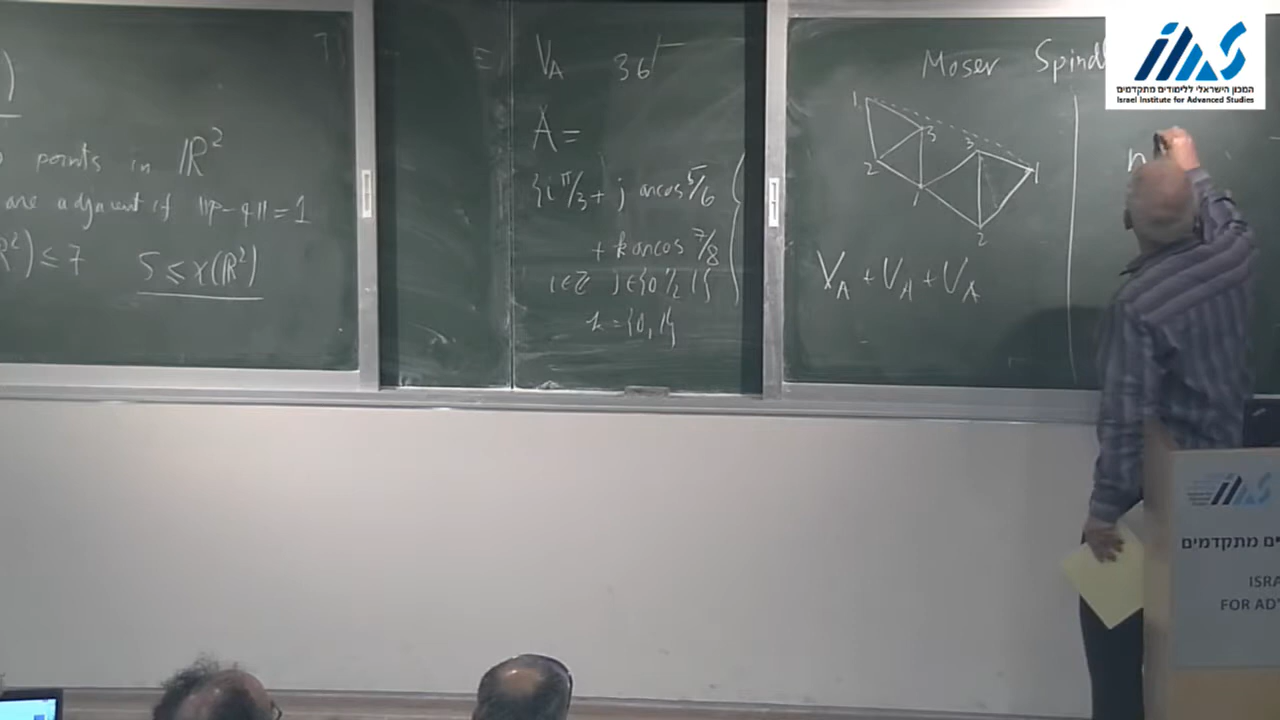 )
points in ℝ²
are adjacent if ||p-q||=1
ℝ²) ≤ 7 5 ≤ χ(ℝ²)
V_A 36
A =
{i π/3 + j arccos 5/6
+ k arccos 7/8
i∈ℤ j∈{0 1/2 1}
k = {0, 1}
Moser Spind
1
3
3
2
1
1
2
V_A + V_A + V_A
n
המכון הישראלי ללימודים מתקדמים
Israel Institute for Advanced Studies
ים מתקדמים
ISRA
FOR AD